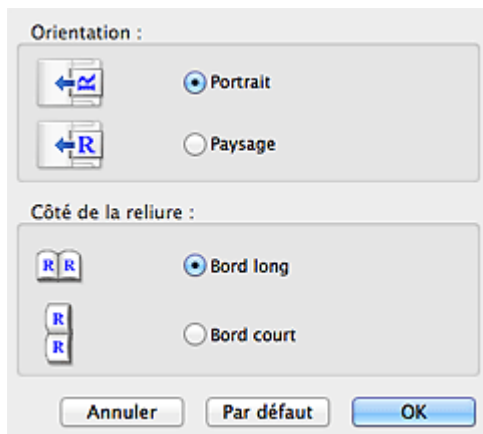 Orientation :
R
Portrait
R
Paysage
Côté de la reliure :
R R
Bord long
R
R
Bord court
Annuler
Par défaut
OK